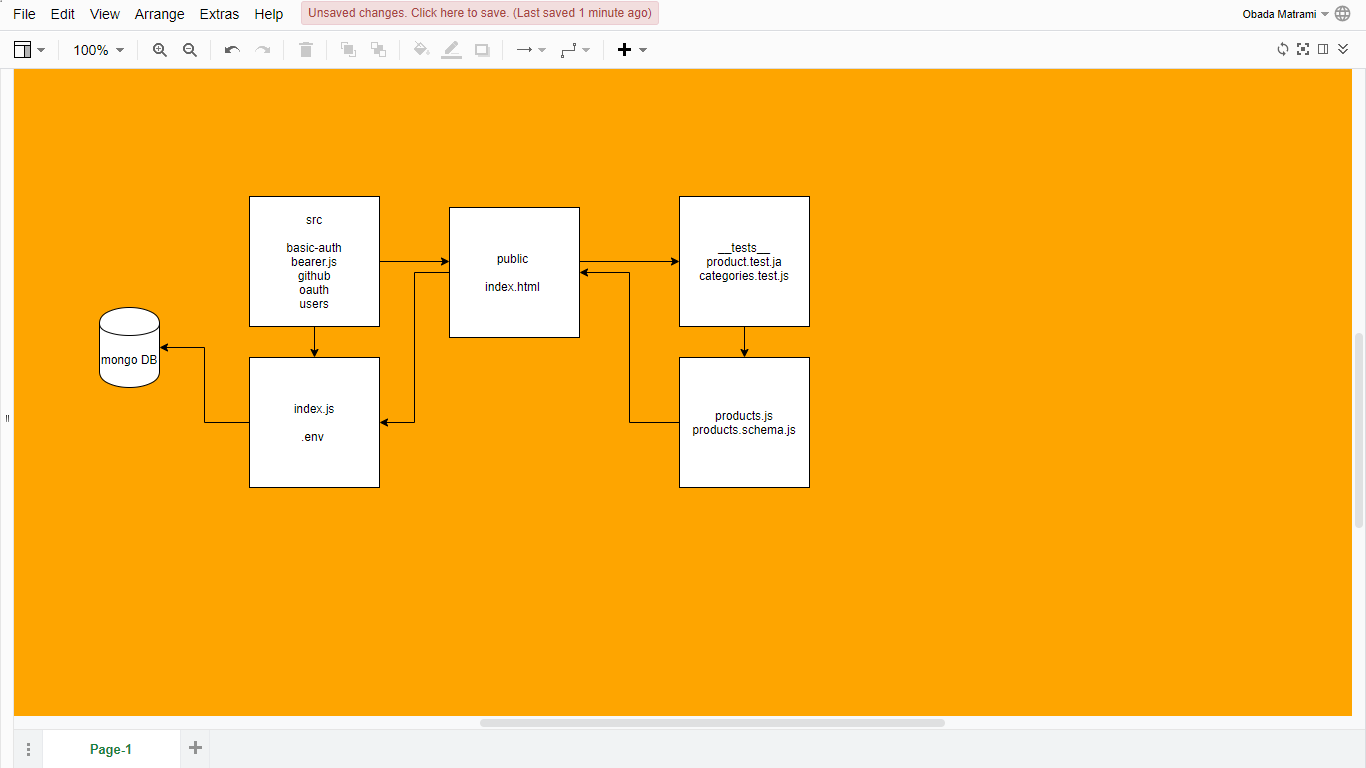 File Edit View Arrange Extras Help
Unsaved changes. Click here to save. (Last saved 1 minute ago)
Obada Matrami
100%
src
basic-auth
bearer.js
github
oauth
users
public
index.html
__tests__
product.test.ja
categories.test.js
mongo DB
index.js
.env
products.js
products.schema.js
Page-1